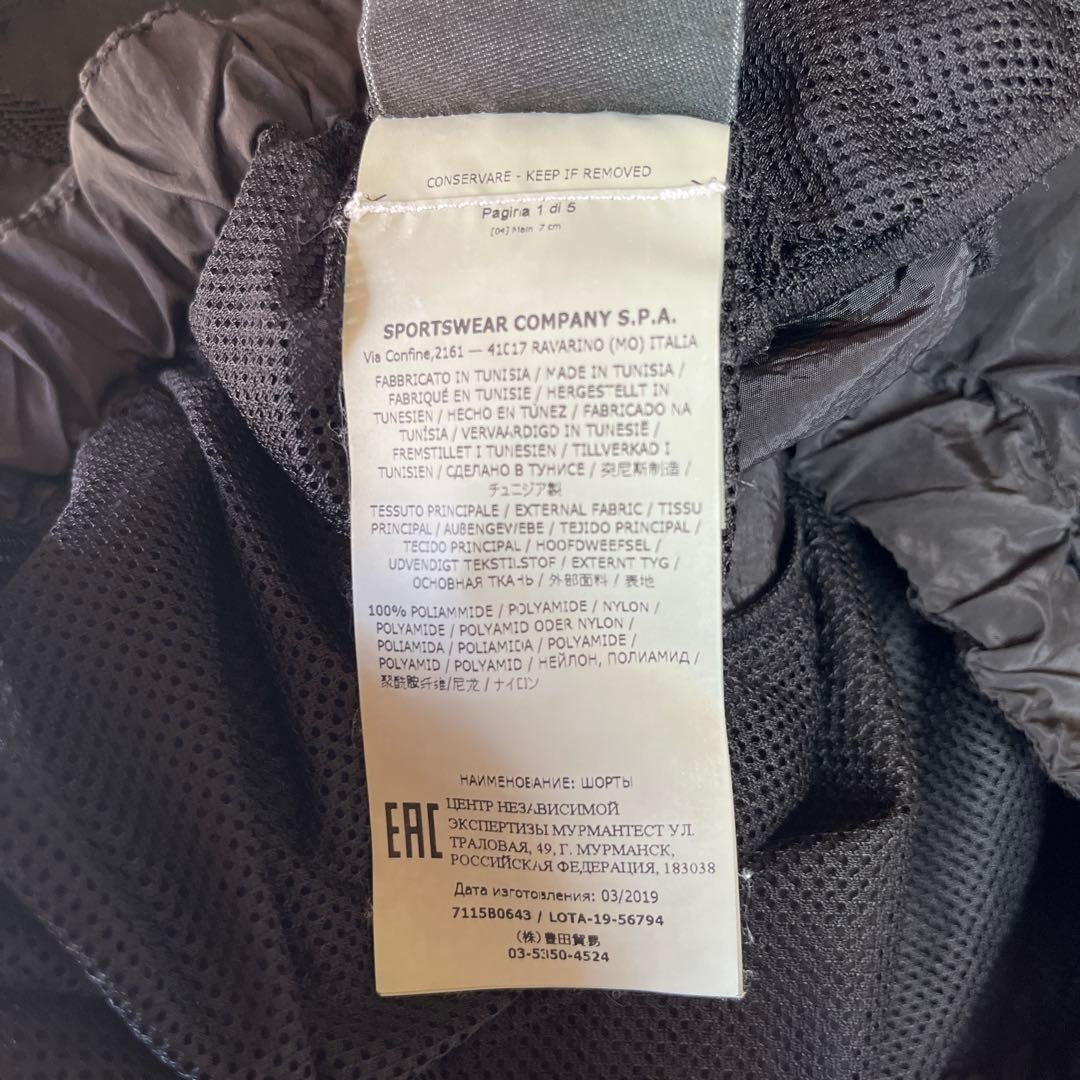 CONSERVARE - KEEP IF REMOVED
Pagina 1 di 5
[04] Main 7 cm
SPORTSWEAR COMPANY S.P.A.
Via Confine,2161 — 41017 RAVARINO (MO) ITALIA
FABBRICATO IN TUNISIA / MADE IN TUNISIA /
FABRIQUÉ EN TUNISIE / HERGESTELLT IN
TUNESIEN / HECHO EN TÚNEZ / FABRICADO NA
TUNÍSIA / VERVAARDIGD IN TUNESIË /
FREMSTILLET I TUNESIEN / TILLVERKAD I
TUNISIEN / СДЕЛАНО В ТУНИСЕ / 突尼斯制造 /
チュニジア製
TESSUTO PRINCIPALE / EXTERNAL FABRIC / TISSU
PRINCIPAL / AUßENGEWEBE / TEJIDO PRINCIPAL /
TECIDO PRINCIPAL / HOOFDWEEFSEL /
UDVENDIGT TEKSTILSTOF / EXTERNT TYG /
ОСНОВНАЯ ТКАНЬ / 外部面料 / 表地
100% POLIAMMIDE / POLYAMIDE / NYLON /
POLYAMIDE / POLYAMID ODER NYLON /
POLIAMIDA / POLIAMIDA / POLYAMIDE /
POLYAMID / POLYAMID / НЕЙЛОН, ПОЛИАМИД /
聚酰胺纤维/尼龙 / ナイロン
НАИМЕНОВАНИЕ: ШОРТЫ
EAC
ЦЕНТР НЕЗАВИСИМОЙ
ЭКСПЕРТИЗЫ МУРМАНТЕСТ УЛ.
ТРАЛОВАЯ, 49, Г. МУРМАНСК,
РОССИЙСКАЯ ФЕДЕРАЦИЯ, 183038
Дата изготовления: 03/2019
7115B0643 / LOTA-19-56794
(株)豊田貿易
03-5350-4524